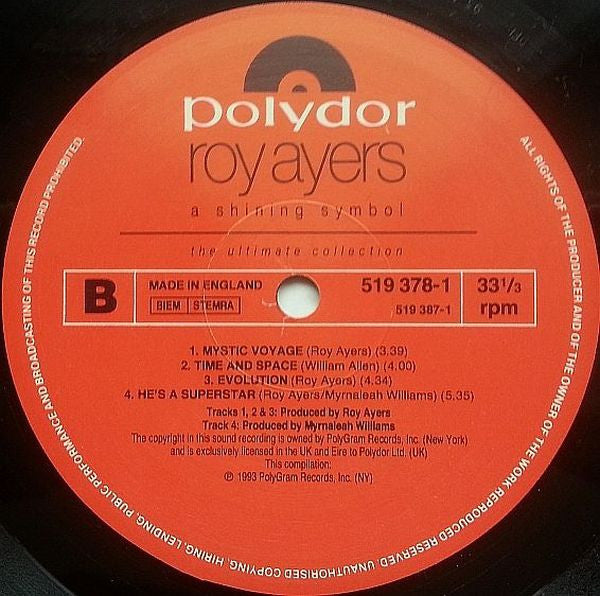 polydor
roy ayers
a shining symbol
the ultimate collection
B
MADE IN ENGLAND
BIEM STEMRA
519 378-1
519 387-1
33 1/3
rpm
1. MYSTIC VOYAGE (Roy Ayers) (3.39)
2. TIME AND SPACE (William Allen) (4.00)
3. EVOLUTION (Roy Ayers) (4.34)
4. HE'S A SUPERSTAR (Roy Ayers/Myrnaleah Williams) (5.35)
Tracks 1, 2 & 3: Produced by Roy Ayers
Track 4: Produced by Myrnaleah Williams
The copyright in this sound recording is owned by PolyGram Records, Inc. (New York)
and is exclusively licensed in the UK and Eire to Polydor Ltd. (UK)
This compilation:
℗ 1993 PolyGram Records, Inc. (NY)
ALL RIGHTS OF THE PRODUCER AND OF THE OWNER OF THE WORK REPRODUCED RESERVED. UNAUTHORISED COPYING, HIRING, LENDING, PUBLIC PERFORMANCE AND BROADCASTING OF THIS RECORD PROHIBITED.